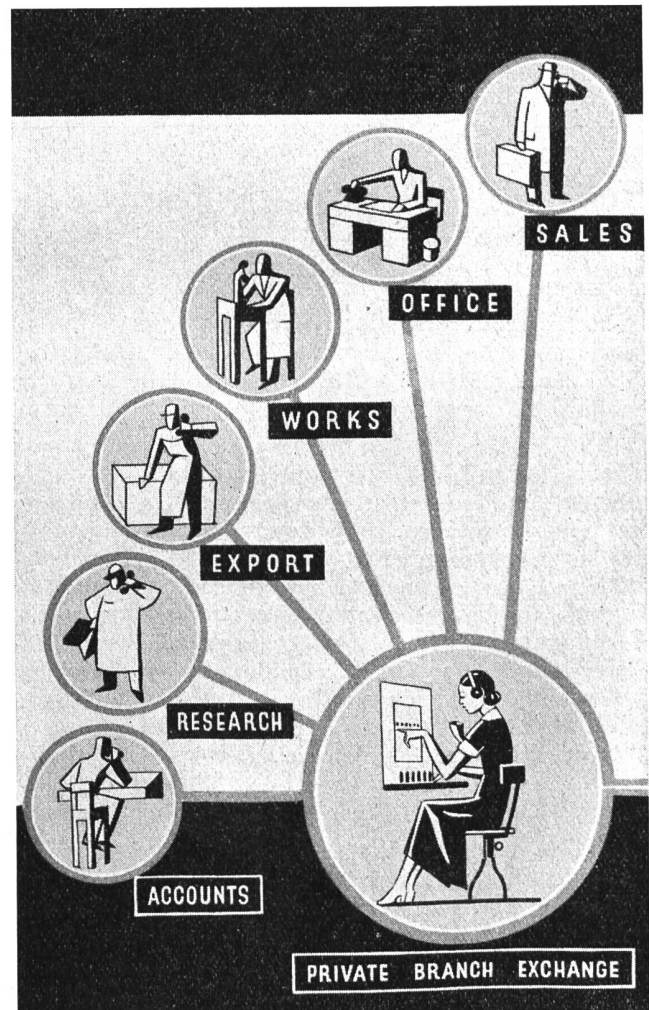 SALES
OFFICE
WORKS
EXPORT
RESEARCH
ACCOUNTS
PRIVATE BRANCH EXCHANGE